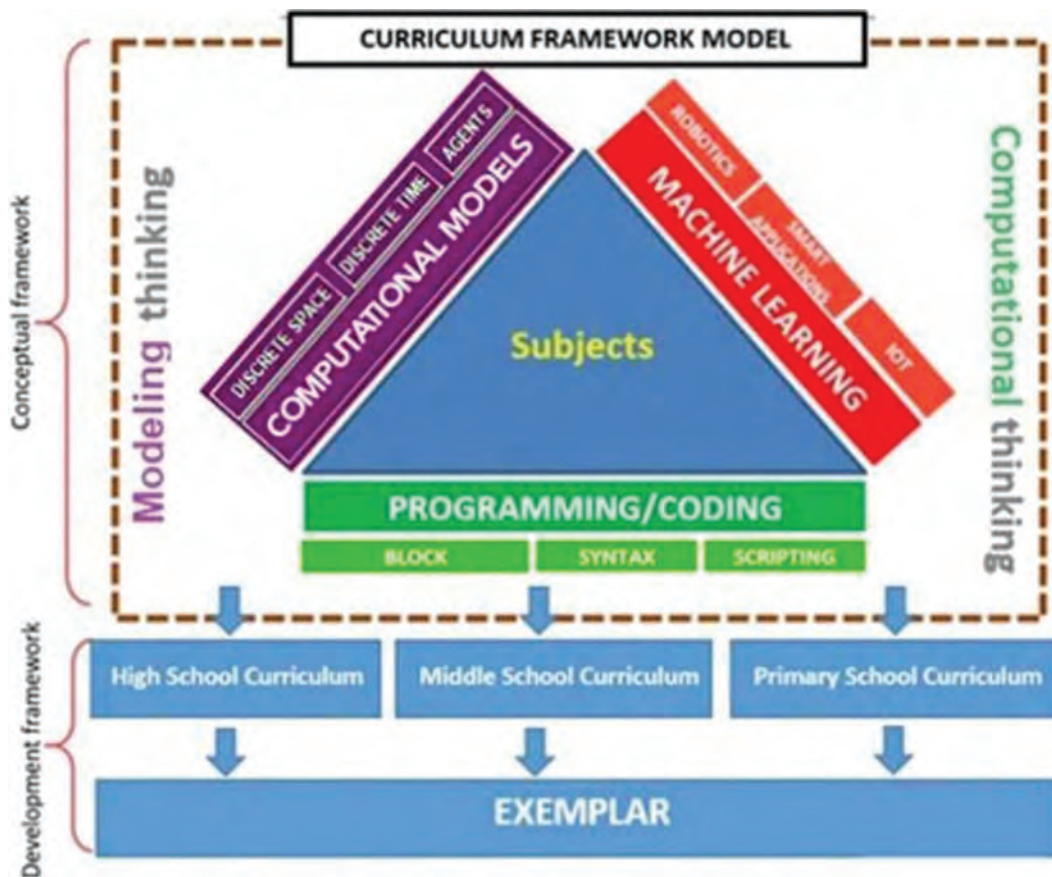 CURRICULUM FRAMEWORK MODEL
Conceptual framework
Modeling thinking
DISCRETE SPACE
DISCRETE TIME
AGENTS
COMPUTATIONAL MODELS
Subjects
ROBOTICS
SMART
APPLICATIONS
IOT
MACHINE LEARNING
Computational thinking
PROGRAMMING/CODING
BLOCK
SYNTAX
SCRIPTING
Development framework
High School Curriculum
Middle School Curriculum
Primary School Curriculum
EXEMPLAR